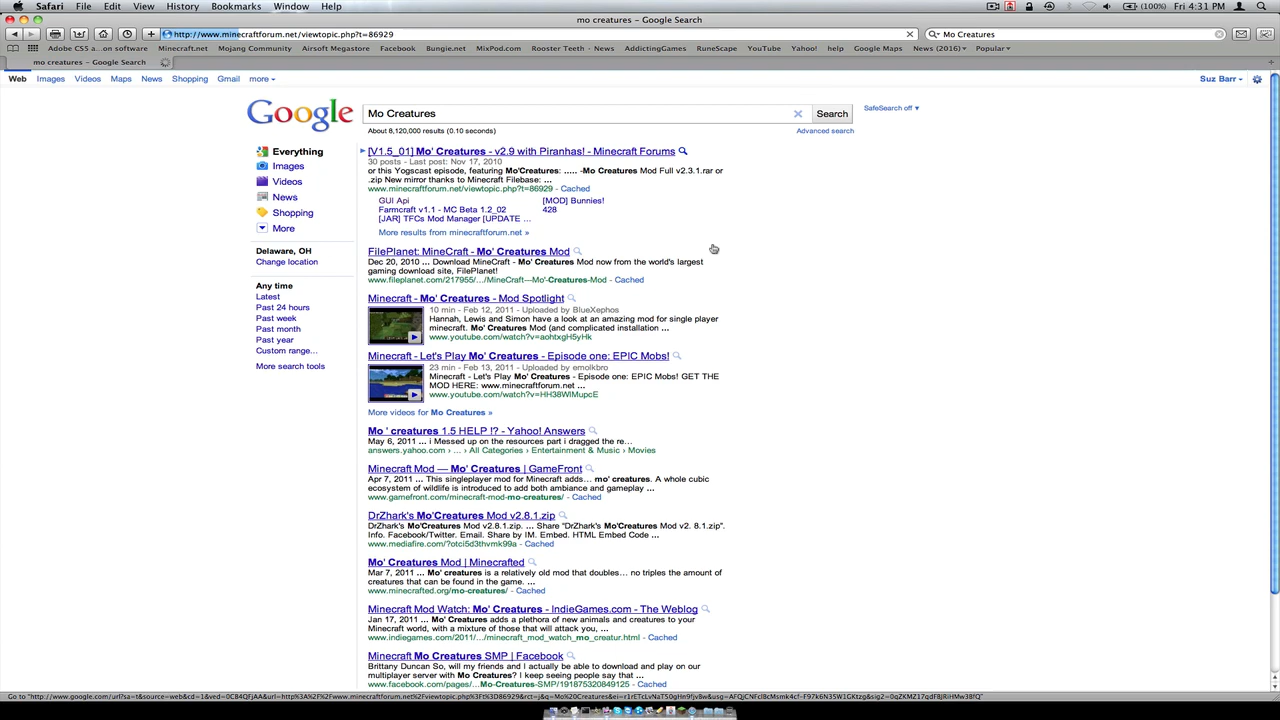 Safari File Edit View History Bookmarks Window Help (100%) Fri 4:31 PM
mo creatures – Google Search
http://www.minecraftforum.net/viewtopic.php?t=86929 Mo Creatures
Adobe CS5 a...on software Minecraft.net Mojang Community Airsoft Megastore Facebook Bungie.net MixPod.com Rooster Teeth - News AddictingGames RuneScape YouTube Yahoo! help Google Maps News (2016) Popular
mo creatures – Google Search
Web Images Videos Maps News Shopping Gmail more Suz Barr
Google Mo Creatures Search SafeSearch off
About 8,120,000 results (0.10 seconds) Advanced search
Everything
Images
Videos
News
Shopping
More
Delaware, OH
Change location
Any time
Latest
Past 24 hours
Past week
Past month
Past year
Custom range...
More search tools
[V1.5_01] Mo' Creatures - v2.9 with Piranhas! - Minecraft Forums
30 posts - Last post: Nov 17, 2010
or this Yogscast episode, featuring Mo'Creatures: ..... -Mo Creatures Mod Full v2.3.1.rar or
.zip New mirror thanks to Minecraft Filebase: ...
www.minecraftforum.net/viewtopic.php?t=86929 - Cached
GUI Api [MOD] Bunnies!
Farmcraft v1.1 - MC Beta 1.2_02 428
[JAR] TFCs Mod Manager [UPDATE ...
More results from minecraftforum.net »
FilePlanet: MineCraft - Mo' Creatures Mod
Dec 20, 2010 ... Download MineCraft - Mo' Creatures Mod now from the world's largest
gaming download site, FilePlanet!
www.fileplanet.com/217955/.../MineCraft---Mo'-Creatures-Mod - Cached
Minecraft - Mo' Creatures - Mod Spotlight
10 min - Feb 12, 2011 - Uploaded by BlueXephos
Hannah, Lewis and Simon have a look at an amazing mod for single player
minecraft. Mo' Creatures Mod (and complicated installation ...
www.youtube.com/watch?v=aohtxgH5yHk
Minecraft - Let's Play Mo' Creatures - Episode one: EPIC Mobs!
23 min - Feb 13, 2011 - Uploaded by emolkbro
Minecraft - Let's Play Mo' Creatures - Episode one: EPIC Mobs! GET THE
MOD HERE: www.minecraftforum.net ...
www.youtube.com/watch?v=HH38WIMupcE
More videos for Mo Creatures »
Mo ' creatures 1.5 HELP !? - Yahoo! Answers
May 6, 2011 ... i Messed up on the resources part i dragged the re...
answers.yahoo.com › ... › All Categories › Entertainment & Music › Movies
Minecraft Mod — Mo' Creatures | GameFront
Apr 7, 2011 ... This singleplayer mod for Minecraft adds... mo' creatures. A whole cubic
ecosystem of wildlife is introduced to add both ambiance and gameplay ...
www.gamefront.com/minecraft-mod-mo-creatures/ - Cached
DrZhark's Mo'Creatures Mod v2.8.1.zip
DrZhark's Mo'Creatures Mod v2.8.1.zip. ... Share "DrZhark's Mo'Creatures Mod v2. 8.1.zip".
Info. Facebook/Twitter. Email. Share by IM. Embed. HTML Embed Code ...
www.mediafire.com/?otci5d3thvmk99a - Cached
Mo' Creatures Mod | Minecrafted
Mar 7, 2011 ... Mo' creatures is a relatively old mod that doubles... no triples the amount of
creatures that can be found in the game. ...
www.minecrafted.org/mo-creatures/ - Cached
Minecraft Mod Watch: Mo' Creatures - IndieGames.com - The Weblog
Jan 17, 2011 ... Mo' Creatures adds a plethora of new animals and creatures to your
Minecraft world, with a mixture of those that will attack you, ...
www.indiegames.com/2011/.../minecraft_mod_watch_mo_creatur.html - Cached
Minecraft Mo Creatures SMP | Facebook
Brittany Duncan So, will my friends and I actually be able to download and play on our
multiplayer server with Mo Creatures? I keep seeing people say that ...
www.facebook.com/pages/...Creatures-SMP/191875320849125 - Cached